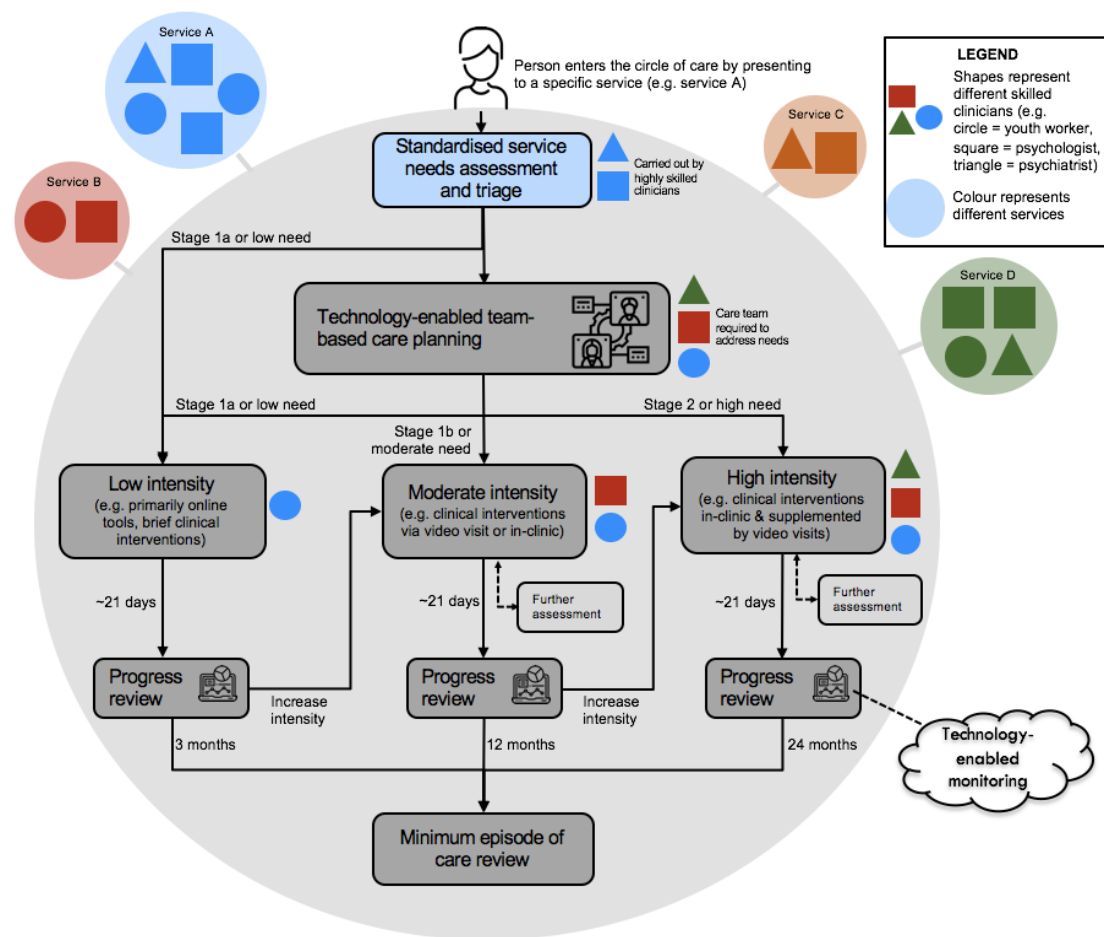 Service A
Person enters the circle of care by presenting
to a specific service (e.g. service A)
LEGEND
Shapes represent
different skilled
clinicians (e.g.
circle = youth worker,
square = psychologist,
triangle = psychiatrist)
Colour represents
different services
Service B
Service C
Service D
Standardised service
needs assessment
and triage
Carried out by
highly skilled
clinicians
Stage 1a or low need
Technology-enabled team-
based care planning
Care team
required to
address needs
Stage 1a or low need
Stage 1b or
moderate need
Stage 2 or high need
Low intensity
(e.g. primarily online
tools, brief clinical
interventions)
Moderate intensity
(e.g. clinical interventions
via video visit or in-clinic)
High intensity
(e.g. clinical interventions
in-clinic & supplemented
by video visits)
~21 days
~21 days
Further
assessment
~21 days
Further
assessment
Progress
review
Increase
intensity
Progress
review
Increase
intensity
Progress
review
3 months
12 months
24 months
Technology-
enabled
monitoring
Minimum episode of
care review